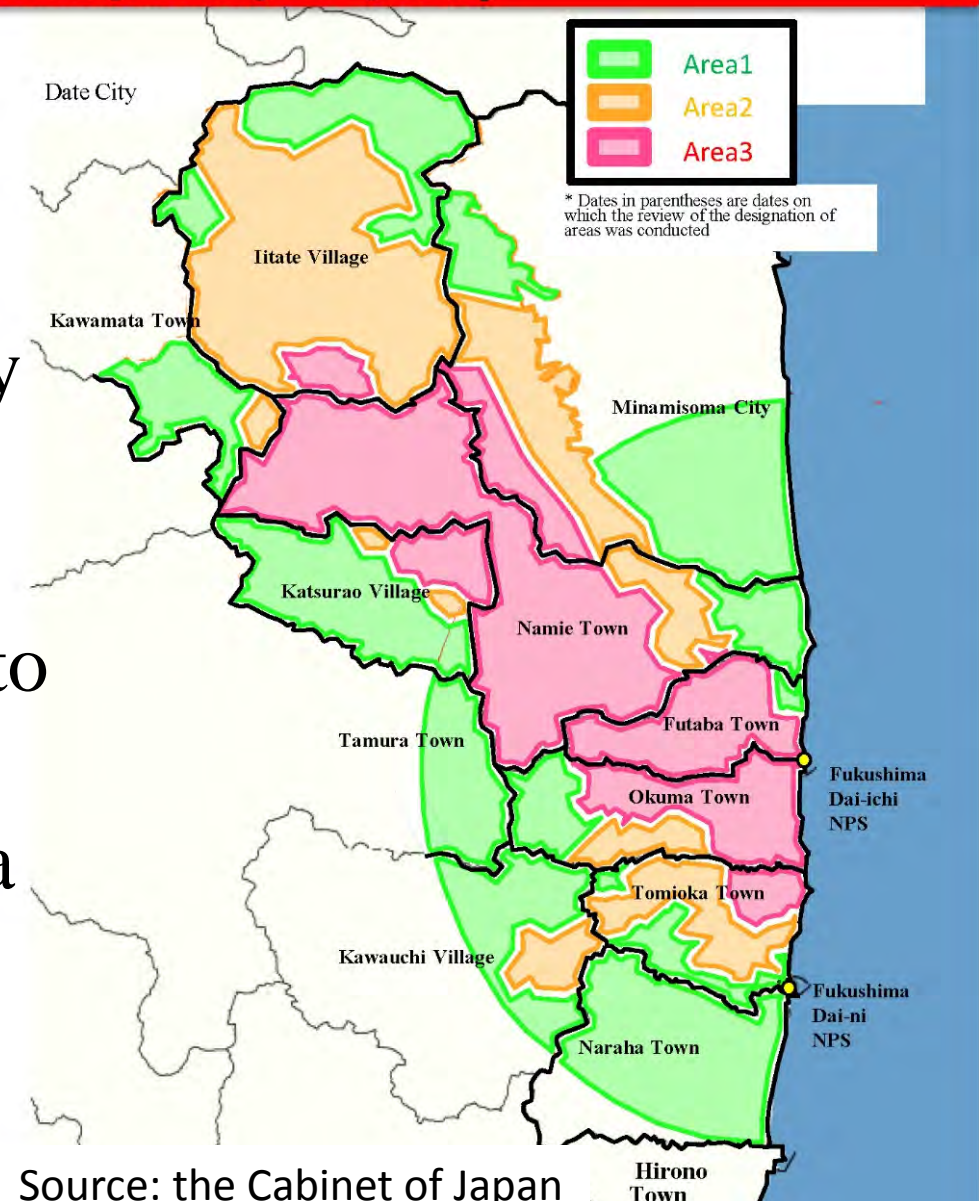 Area1
Date City
Area2
Area3
* Dates in parentheses are dates on
which the review of the designation of
areas was conducted
Iitate Village
Kawamata Town
y
Minamisoma City
Katsurao Village
Namie Town
to
Futaba Town
Tamura Town
Fukushima
Dai-ichi
NPS
Okuma Town
a
Tomioka Town
Kawauchi Village
Fukushima
Dai-ni
NPS
Naraha Town
Hirono
Town
Source: the Cabinet of Japan